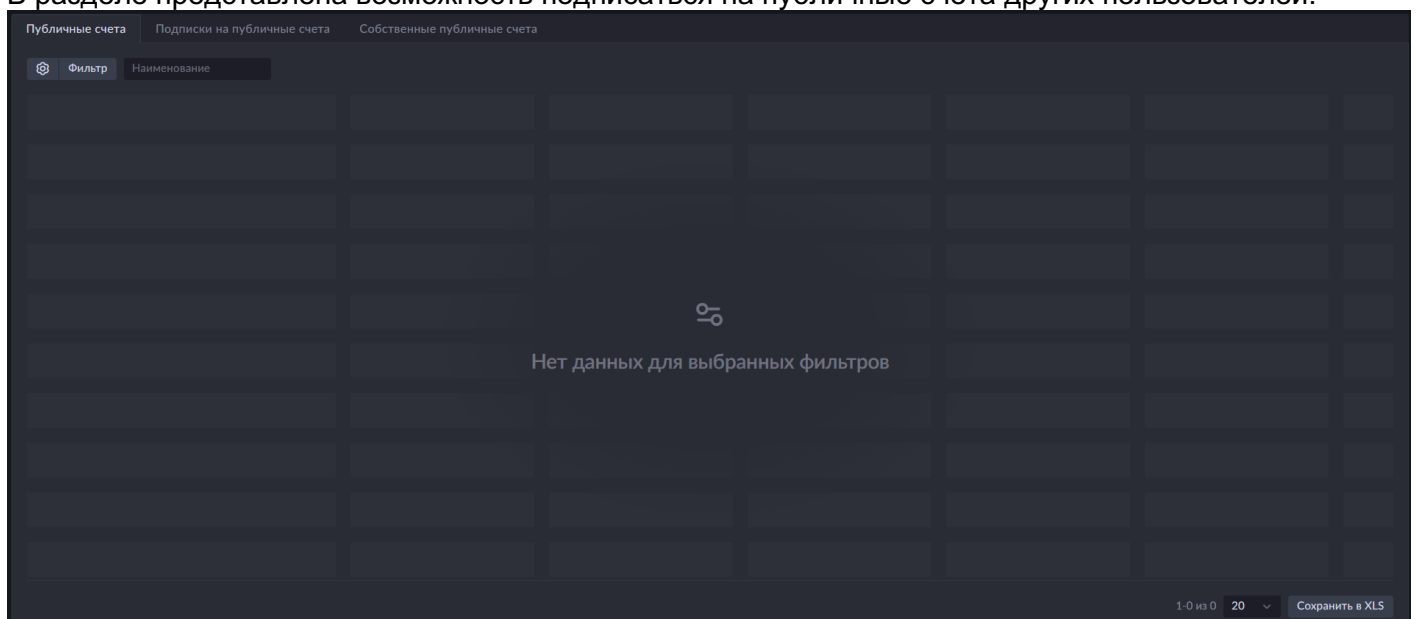 В разделе представлена возможность подписаться на публичные счета других пользователей.
Публичные счета Подписки на публичные счета Собственные публичные счета
Фильтр Наименование
Нет данных для выбранных фильтров
1-0 из 0 20 Сохранить в XLS